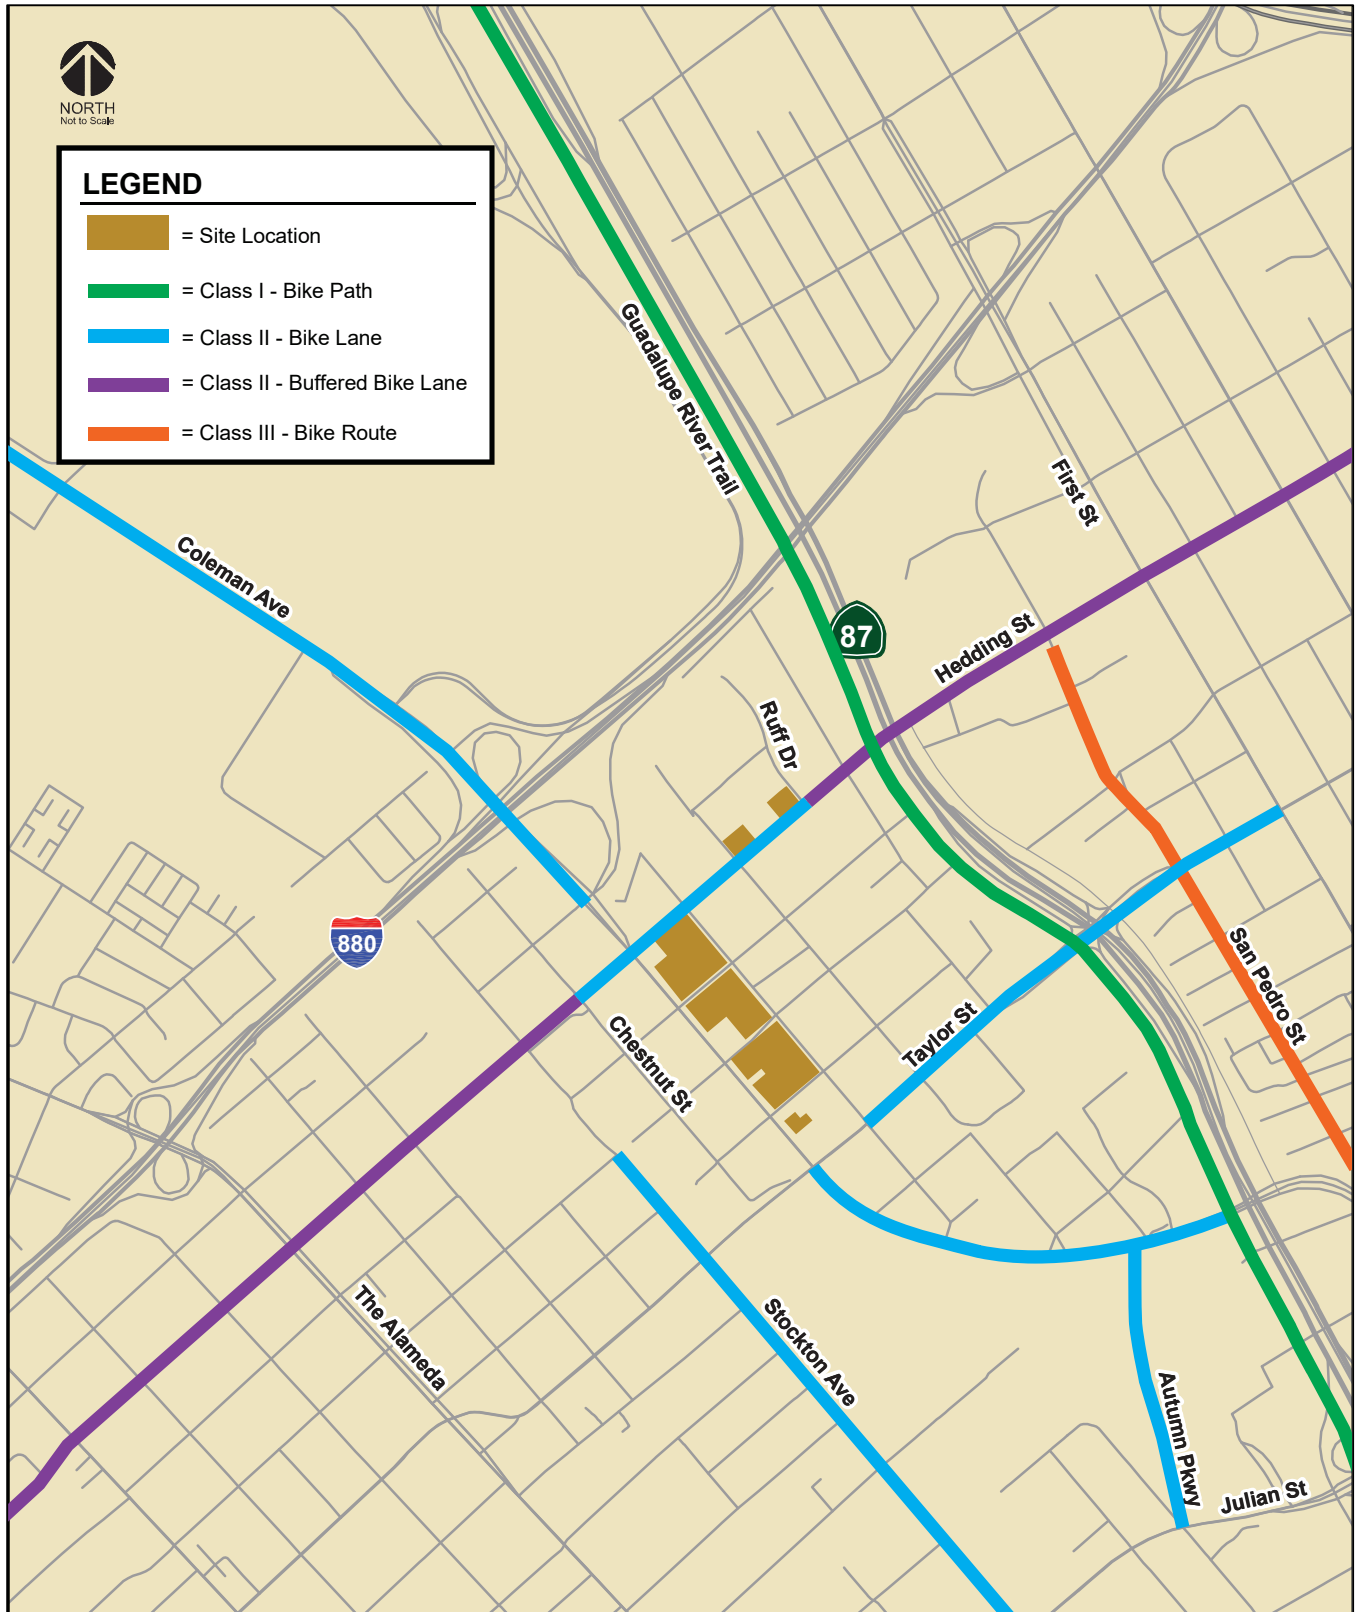 NORTH
Not to Scale
LEGEND
= Site Location
= Class I - Bike Path
= Class II - Bike Lane
= Class II - Buffered Bike Lane
= Class III - Bike Route
Guadalupe River Trail
First St
Coleman Ave
87
Hedding St
Ruff Dr
880
San Pedro St
Taylor St
Chestnut St
The Alameda
Stockton Ave
Autumn Pkwy
Julian St